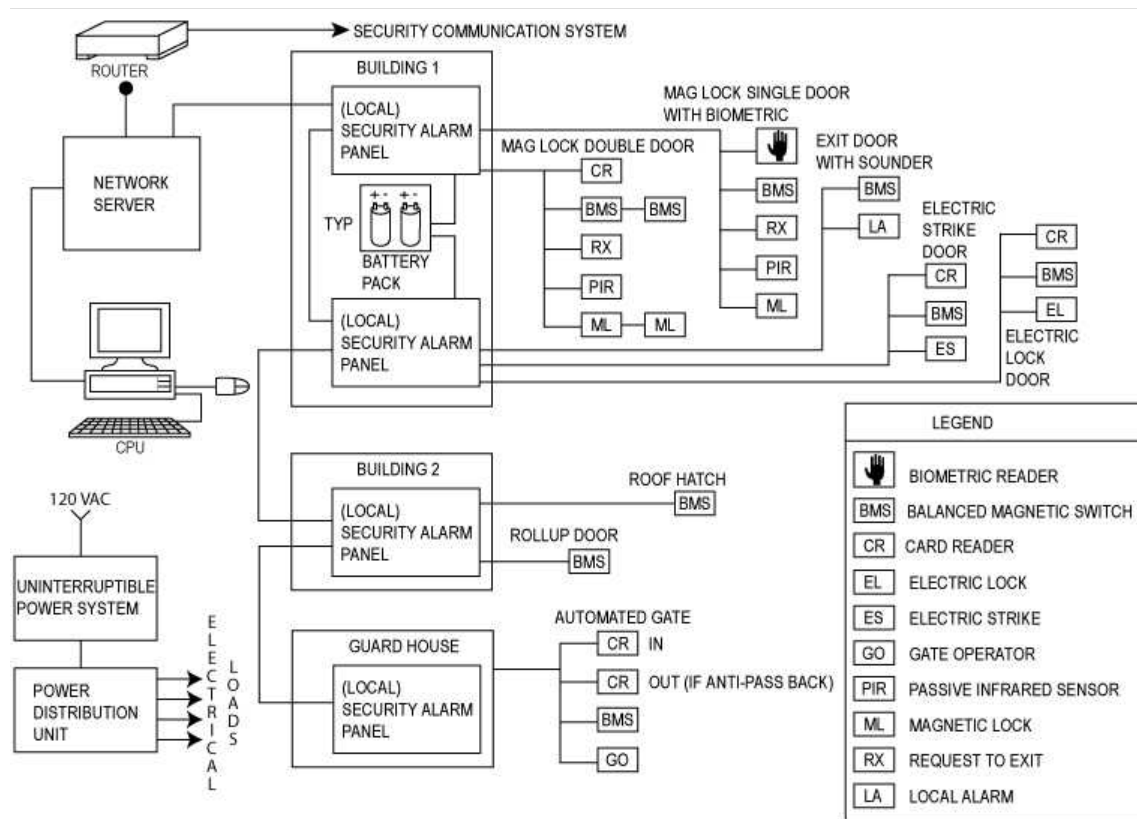 SECURITY COMMUNICATION SYSTEM
ROUTER
NETWORK
SERVER
CPU
120 VAC
UNINTERRUPTIBLE
POWER SYSTEM
POWER
DISTRIBUTION
UNIT
ELECTRICAL
LOADS
BUILDING 1
(LOCAL)
SECURITY ALARM
PANEL
+ - + -
TYP
BATTERY
PACK
(LOCAL)
SECURITY ALARM
PANEL
MAG LOCK DOUBLE DOOR
CR
BMS BMS
RX
PIR
ML ML
MAG LOCK SINGLE DOOR
WITH BIOMETRIC
BMS
RX
PIR
ML
EXIT DOOR
WITH SOUNDER
BMS
LA
ELECTRIC
STRIKE
DOOR
CR
BMS
ES
CR
BMS
EL
ELECTRIC
LOCK
DOOR
BUILDING 2
(LOCAL)
SECURITY ALARM
PANEL
ROOF HATCH
BMS
ROLLUP DOOR
BMS
GUARD HOUSE
(LOCAL)
SECURITY ALARM
PANEL
AUTOMATED GATE
CR IN
CR OUT (IF ANTI-PASS BACK)
BMS
GO
LEGEND
BIOMETRIC READER
BMS BALANCED MAGNETIC SWITCH
CR CARD READER
EL ELECTRIC LOCK
ES ELECTRIC STRIKE
GO GATE OPERATOR
PIR PASSIVE INFRARED SENSOR
ML MAGNETIC LOCK
RX REQUEST TO EXIT
LA LOCAL ALARM